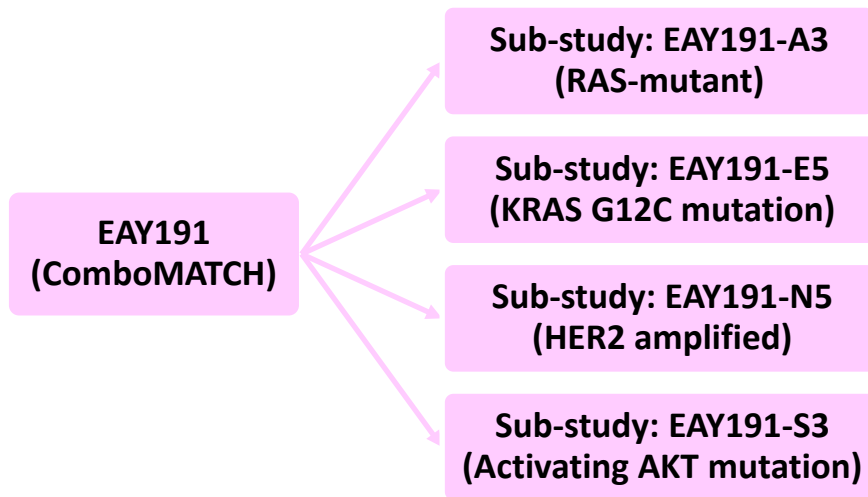 EAY191
(ComboMATCH)
Sub-study: EAY191-A3
(RAS-mutant)
Sub-study: EAY191-E5
(KRAS G12C mutation)
Sub-study: EAY191-N5
(HER2 amplified)
Sub-study: EAY191-S3
(Activating AKT mutation)